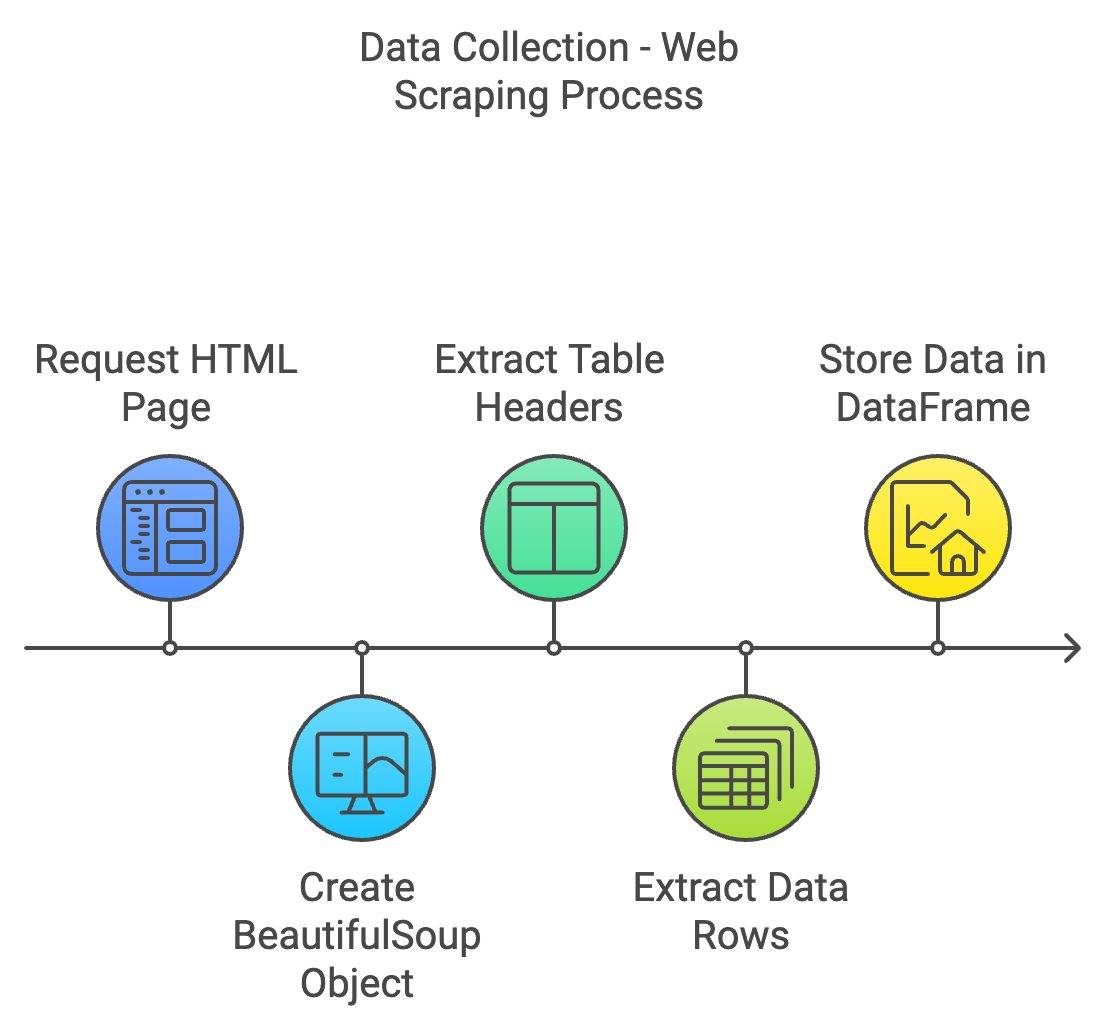 Data Collection - Web
Scraping Process
Request HTML
Page
Create
BeautifulSoup
Object
Extract Table
Headers
Extract Data
Rows
Store Data in
DataFrame